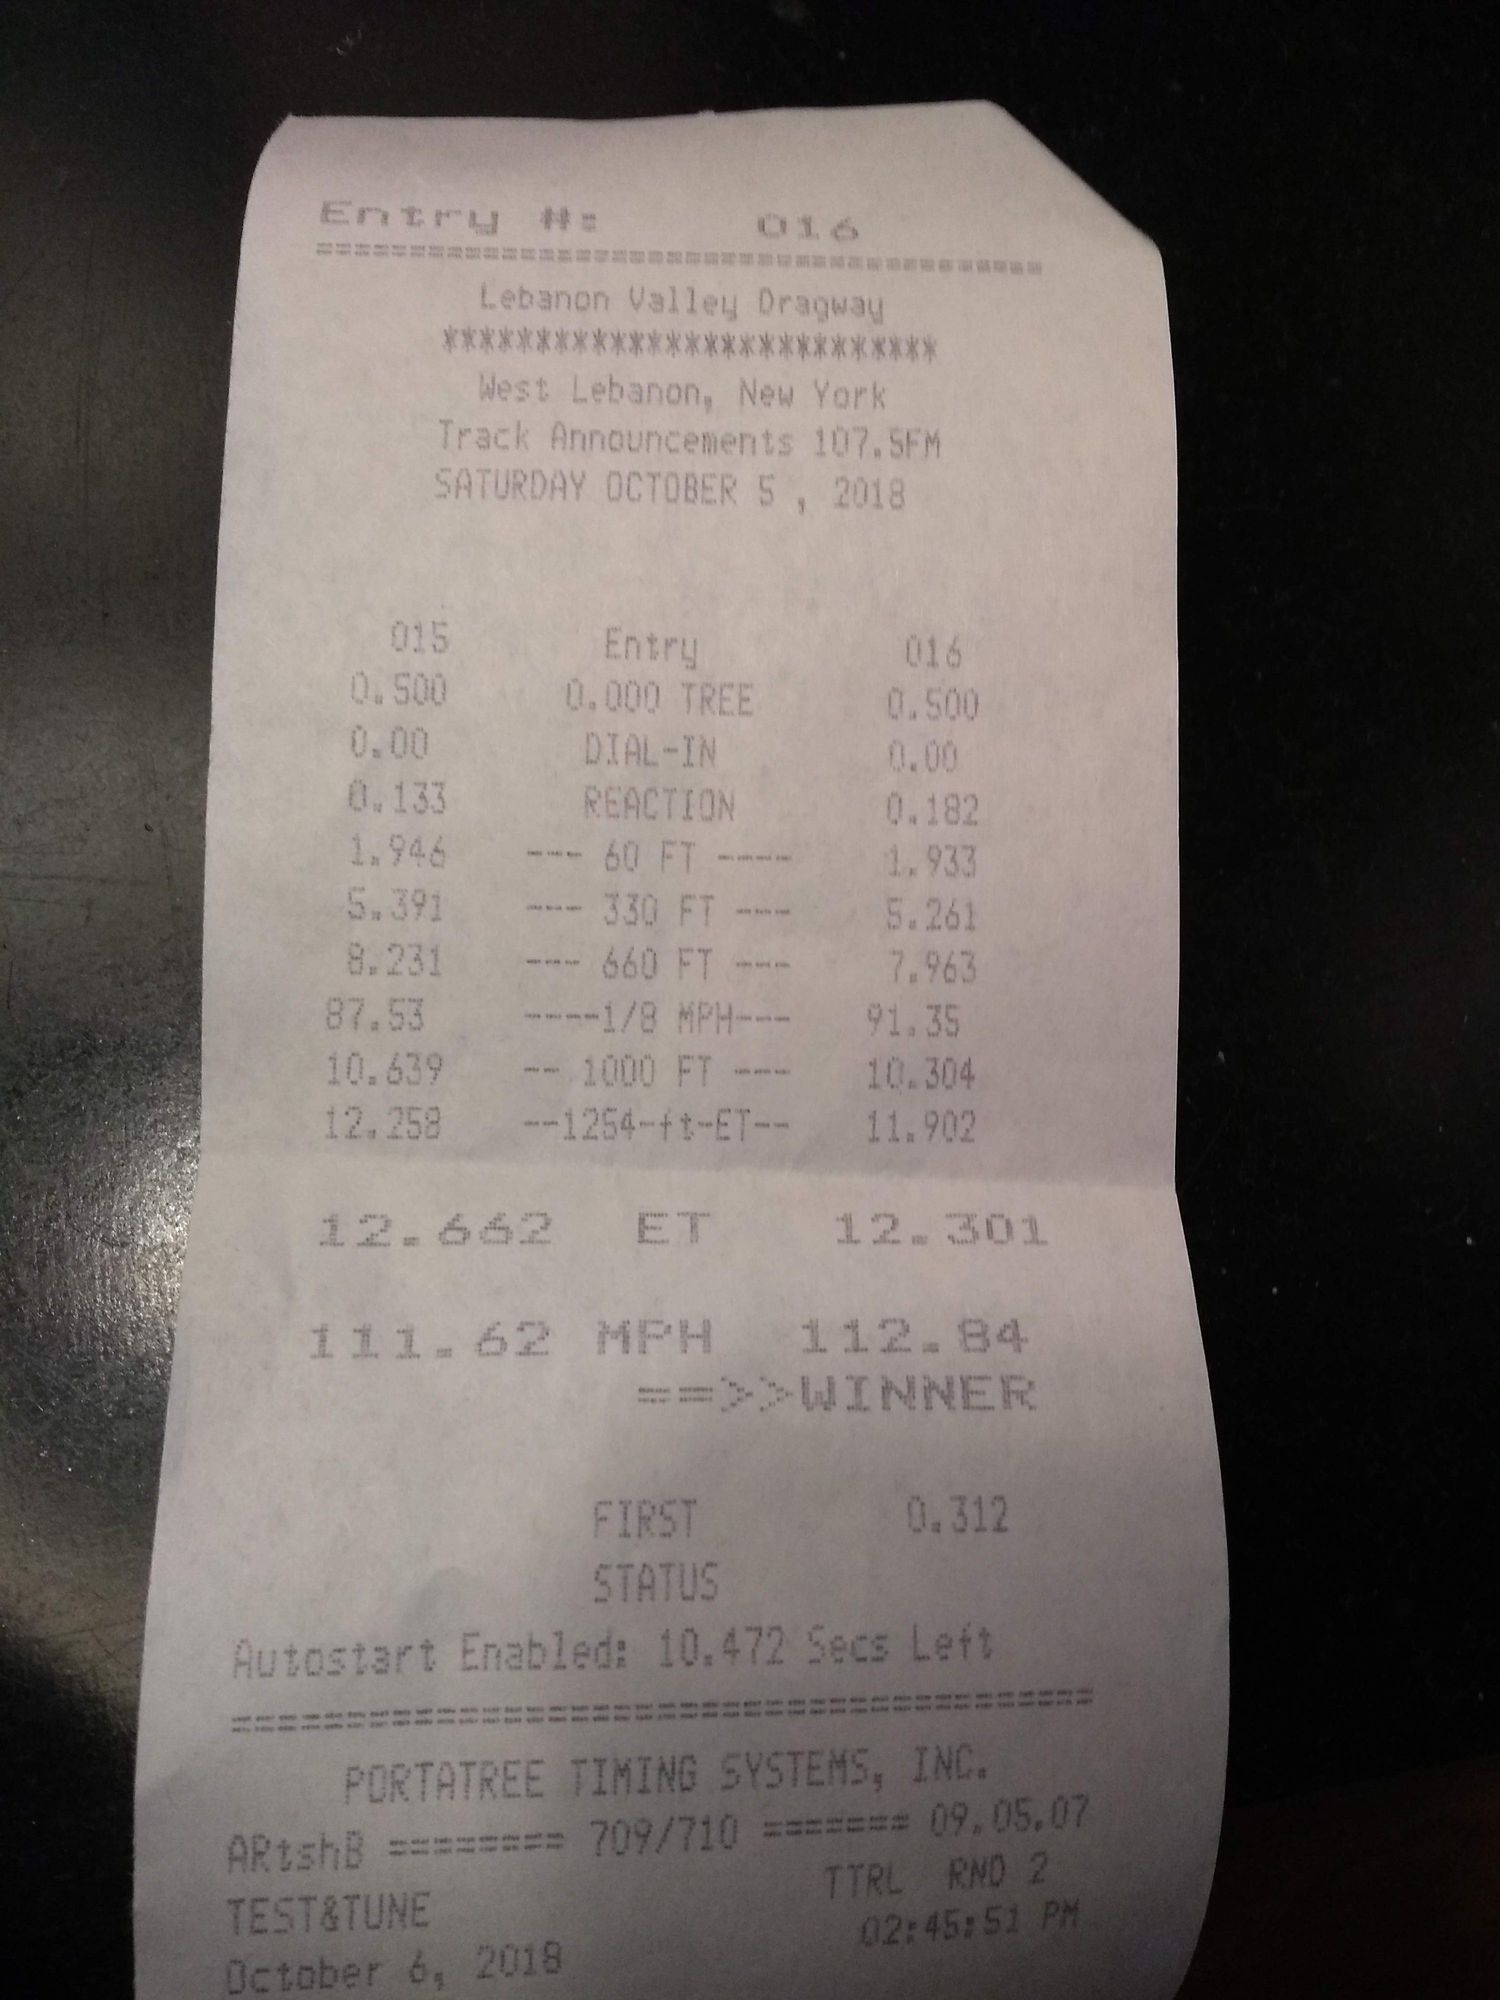 Entry #: 016
========================================
Lebanon Valley Dragway
***************************
West Lebanon, New York
Track Announcements 107.5FM
SATURDAY OCTOBER 5 , 2018
015 Entry 016
0.500 0.000 TREE 0.500
0.00 DIAL-IN 0.00
0.133 REACTION 0.182
1.946 --- 60 FT ---- 1.933
5.391 --- 330 FT --- 5.261
8.231 --- 660 FT --- 7.963
87.53 ----1/8 MPH--- 91.35
10.639 -- 1000 FT --- 10.304
12.258 --1254-ft-ET-- 11.902
12.662 ET 12.301
111.62 MPH 112.84
==>>WINNER
FIRST 0.312
STATUS
Autostart Enabled: 10.472 Secs Left
========================================
PORTATREE TIMING SYSTEMS, INC.
ARtshB ======== 709/710 ======= 09.05.07
TEST&TUNE TTRL RND 2
October 6, 2018 02:45:51 PM